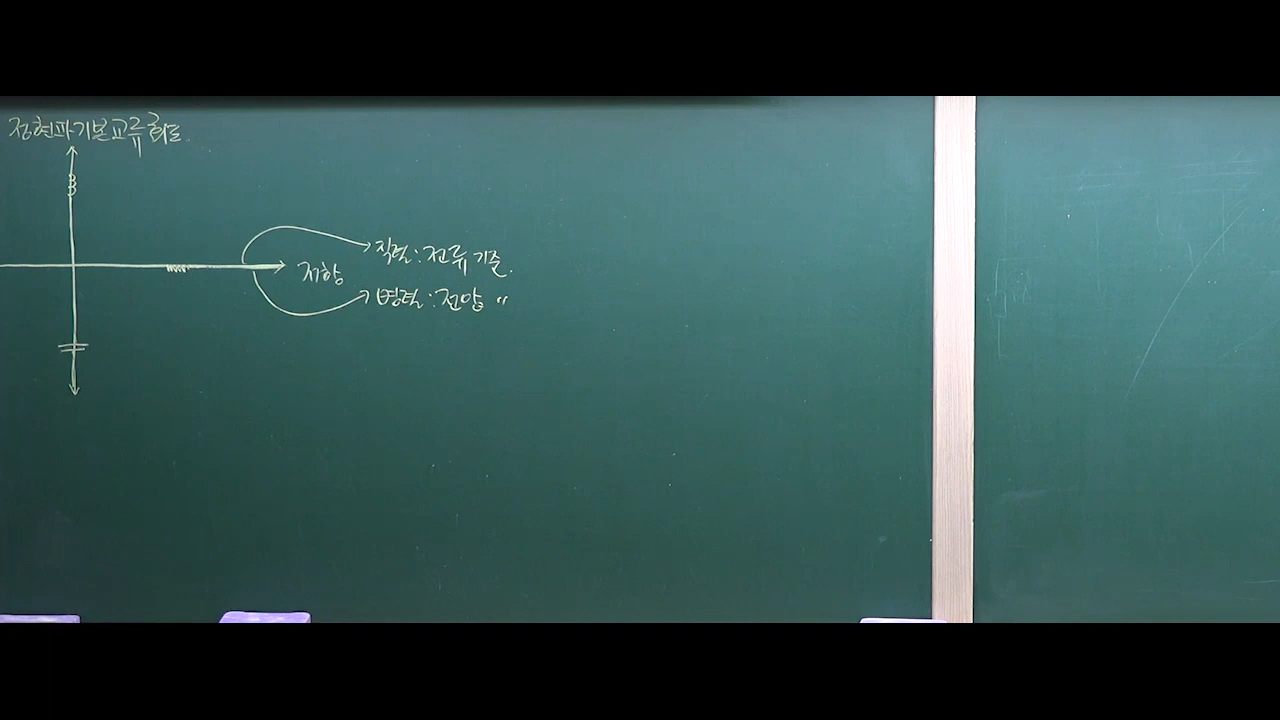 정현파 기본교류회로.
저항
직렬 : 전류 기준.
병렬 : 전압 "